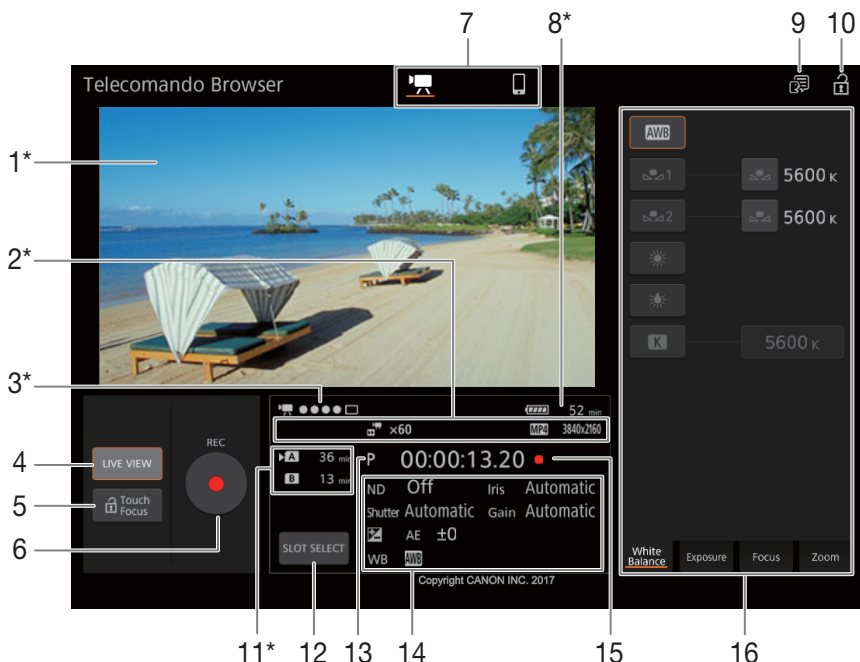 7
8*
9
10
Telecomando Browser
1*
2*
3*
4
5
6
AWB
1
5600 K
2
5600 K
K
5600 K
52 min
×60
MP4 3840x2160
REC
LIVE VIEW
Touch
Focus
A 36 min
B 13 min
P 00:00:13.20
ND Off Iris Automatic
Shutter Automatic Gain Automatic
AE ±0
WB AWB
SLOT SELECT
Copyright CANON INC. 2017
White
Balance
Exposure
Focus
Zoom
11*
12
13
14
15
16